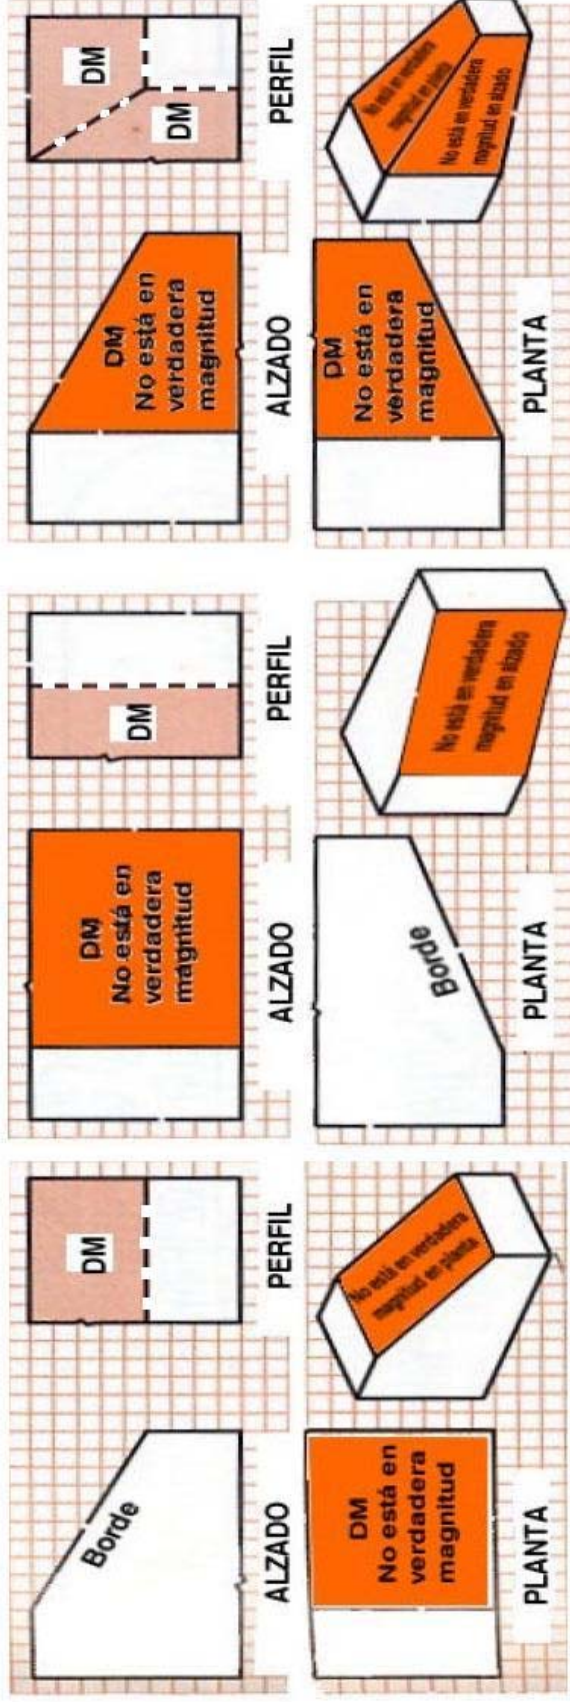 Borde
ALZADO
DM
PERFIL
DM
No está en
verdadera
magnitud
PLANTA
No está en verdadera
magnitud en planta
DM
No está en
verdadera
magnitud
ALZADO
DM
PERFIL
Borde
PLANTA
No está en verdadera
magnitud en alzado
DM
No está en
verdadera
magnitud
ALZADO
DM
DM
PERFIL
DM
No está en
verdadera
magnitud
PLANTA
No está en verdadera
magnitud en planta
No está en verdadera
magnitud en alzado